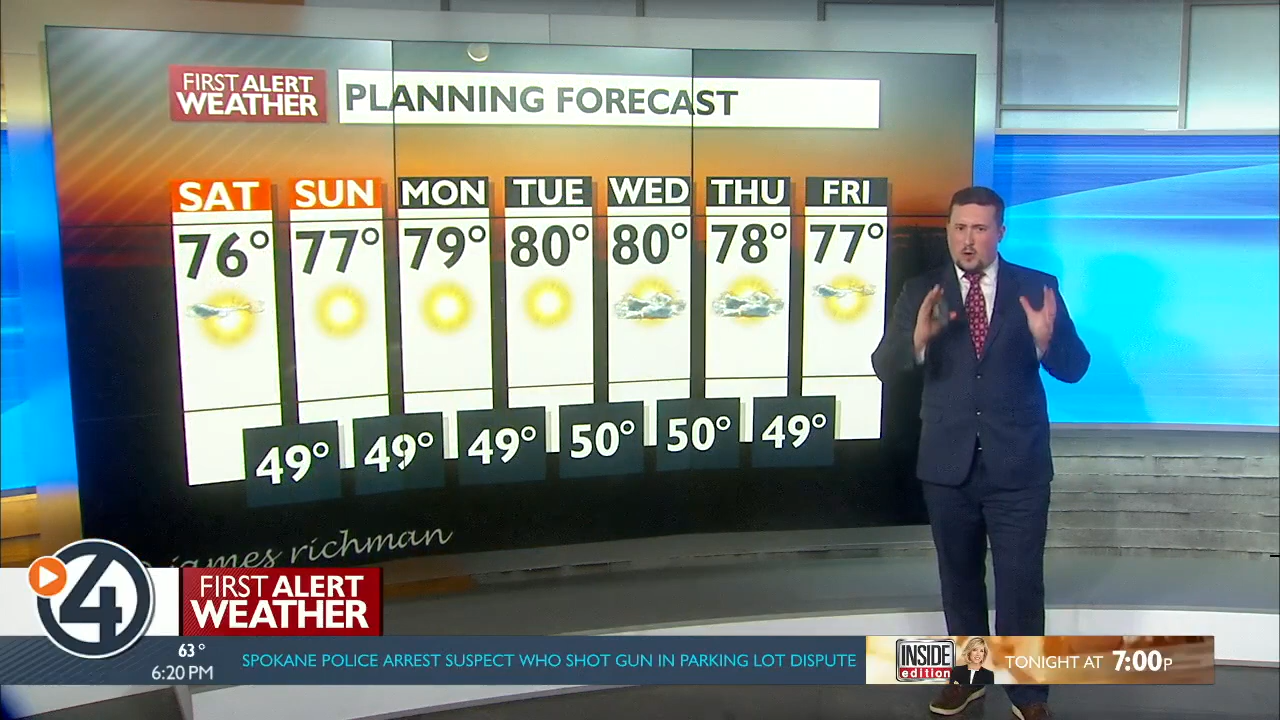 FIRST ALERT
WEATHER
PLANNING FORECAST
SAT SUN MON TUE WED THU FRI
76° 77° 79° 80° 80° 78° 77°
49° 49° 49° 50° 50° 49°
james richman
4
FIRST ALERT
WEATHER
63°
6:20 PM
SPOKANE POLICE ARREST SUSPECT WHO SHOT GUN IN PARKING LOT DISPUTE
INSIDE
edition
TONIGHT AT 7:00P